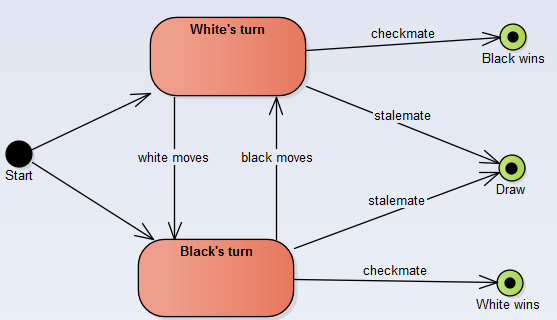 White's turn
checkmate
Black wins
stalemate
white moves
black moves
Start
Draw
stalemate
Black's turn
checkmate
White wins